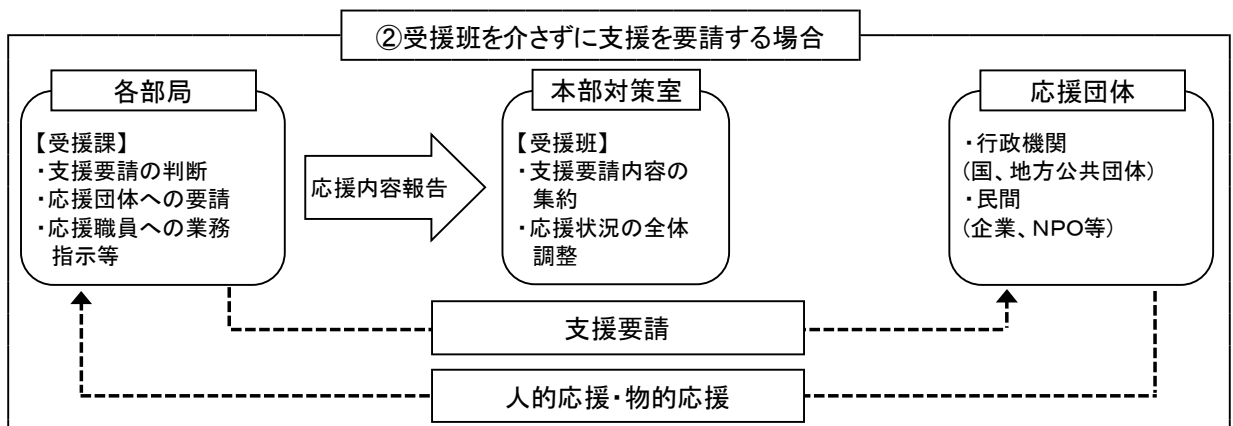 ②受援班を介さずに支援を要請する場合
各部局
【受援課】
・支援要請の判断
・応援団体への要請
・応援職員への業務
指示等
応援内容報告
本部対策室
【受援班】
・支援要請内容の
集約
・応援状況の全体
調整
応援団体
・行政機関
(国、地方公共団体)
・民間
(企業、NPO等)
支援要請
人的応援・物的応援